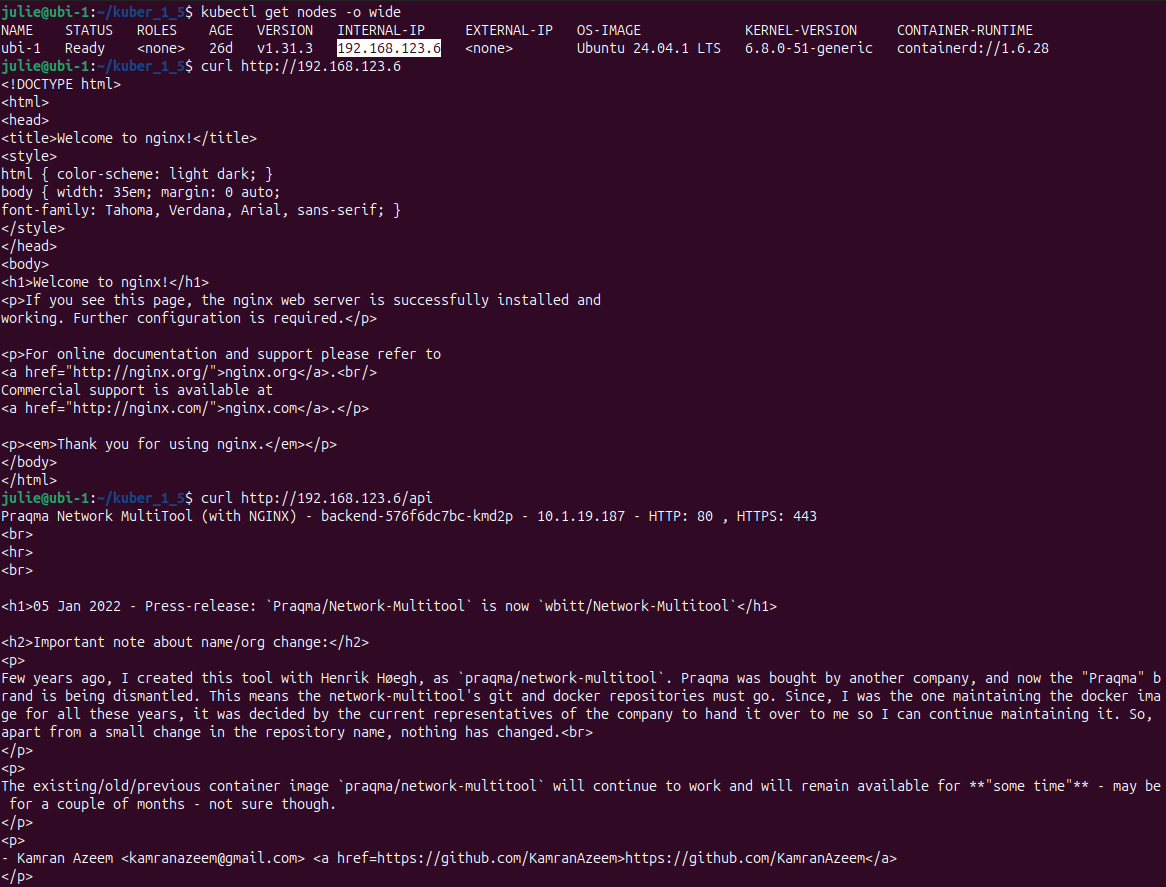 julie@ubi-1:~/kuber_1_5$ kubectl get nodes -o wide
NAME    STATUS   ROLES    AGE   VERSION   INTERNAL-IP     EXTERNAL-IP   OS-IMAGE             KERNEL-VERSION     CONTAINER-RUNTIME
ubi-1   Ready    <none>   26d   v1.31.3   192.168.123.6   <none>        Ubuntu 24.04.1 LTS   6.8.0-51-generic   containerd://1.6.28
julie@ubi-1:~/kuber_1_5$ curl http://192.168.123.6
<!DOCTYPE html>
<html>
<head>
<title>Welcome to nginx!</title>
<style>
html { color-scheme: light dark; }
body { width: 35em; margin: 0 auto;
font-family: Tahoma, Verdana, Arial, sans-serif; }
</style>
</head>
<body>
<h1>Welcome to nginx!</h1>
<p>If you see this page, the nginx web server is successfully installed and
working. Further configuration is required.</p>

<p>For online documentation and support please refer to
<a href="http://nginx.org/">nginx.org</a>.<br/>
Commercial support is available at
<a href="http://nginx.com/">nginx.com</a>.</p>

<p><em>Thank you for using nginx.</em></p>
</body>
</html>
julie@ubi-1:~/kuber_1_5$ curl http://192.168.123.6/api
Praqma Network MultiTool (with NGINX) - backend-576f6dc7bc-kmd2p - 10.1.19.187 - HTTP: 80 , HTTPS: 443
<br>
<hr>
<br>

<h1>05 Jan 2022 - Press-release: `Praqma/Network-Multitool` is now `wbitt/Network-Multitool`</h1>

<h2>Important note about name/org change:</h2>
<p>
Few years ago, I created this tool with Henrik Høegh, as `praqma/network-multitool`. Praqma was bought by another company, and now the "Praqma" b
rand is being dismantled. This means the network-multitool's git and docker repositories must go. Since, I was the one maintaining the docker ima
ge for all these years, it was decided by the current representatives of the company to hand it over to me so I can continue maintaining it. So,
apart from a small change in the repository name, nothing has changed.<br>
</p>
<p>
The existing/old/previous container image `praqma/network-multitool` will continue to work and will remain available for **"some time"** - may be
 for a couple of months - not sure though.
</p>
<p>
- Kamran Azeem <kamranazeem@gmail.com> <a href=https://github.com/KamranAzeem>https://github.com/KamranAzeem</a>
</p>